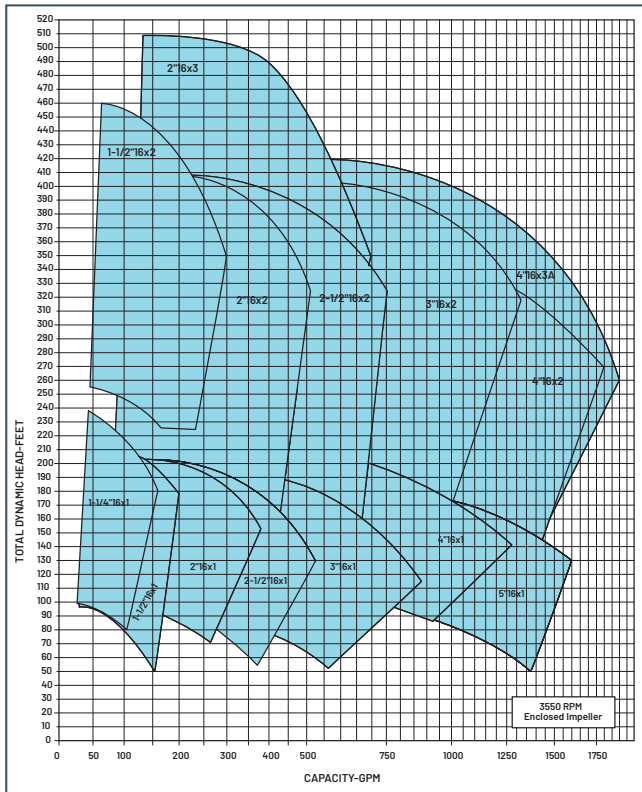 TOTAL DYNAMIC HEAD-FEET
520
510
500
490
480
470
460
450
440
430
420
410
400
390
380
370
360
350
340
330
320
310
300
290
280
270
260
250
240
230
220
210
200
190
180
170
160
150
140
130
120
110
100
90
80
70
60
50
40
30
20
10
0
2"16x3
1-1/2"16x2
4"16x3A
2"16x2
2-1/2"16x2
3"16x2
4"16x2
1-1/4"16x1
1-1/2"16x1
2"16x1
2-1/2"16x1
3"16x1
4"16x1
5"16x1
3550 RPM
Enclosed Impeller
0 50 100 200 300 400 500 750 1000 1250 1500 1750
CAPACITY-GPM